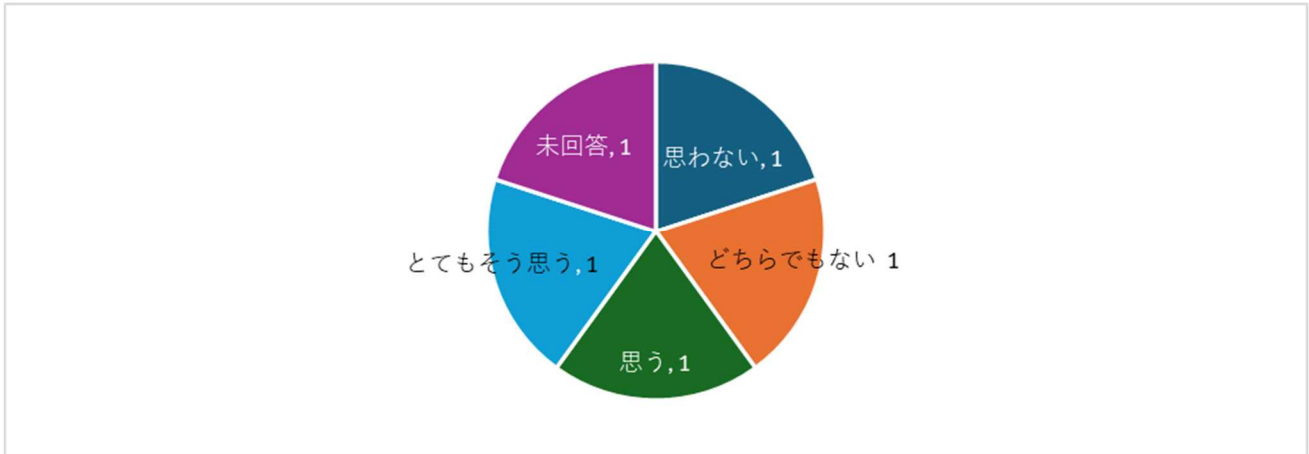 未回答, 1
思わない, 1
とてもそう思う, 1
どちらでもない 1
思う, 1